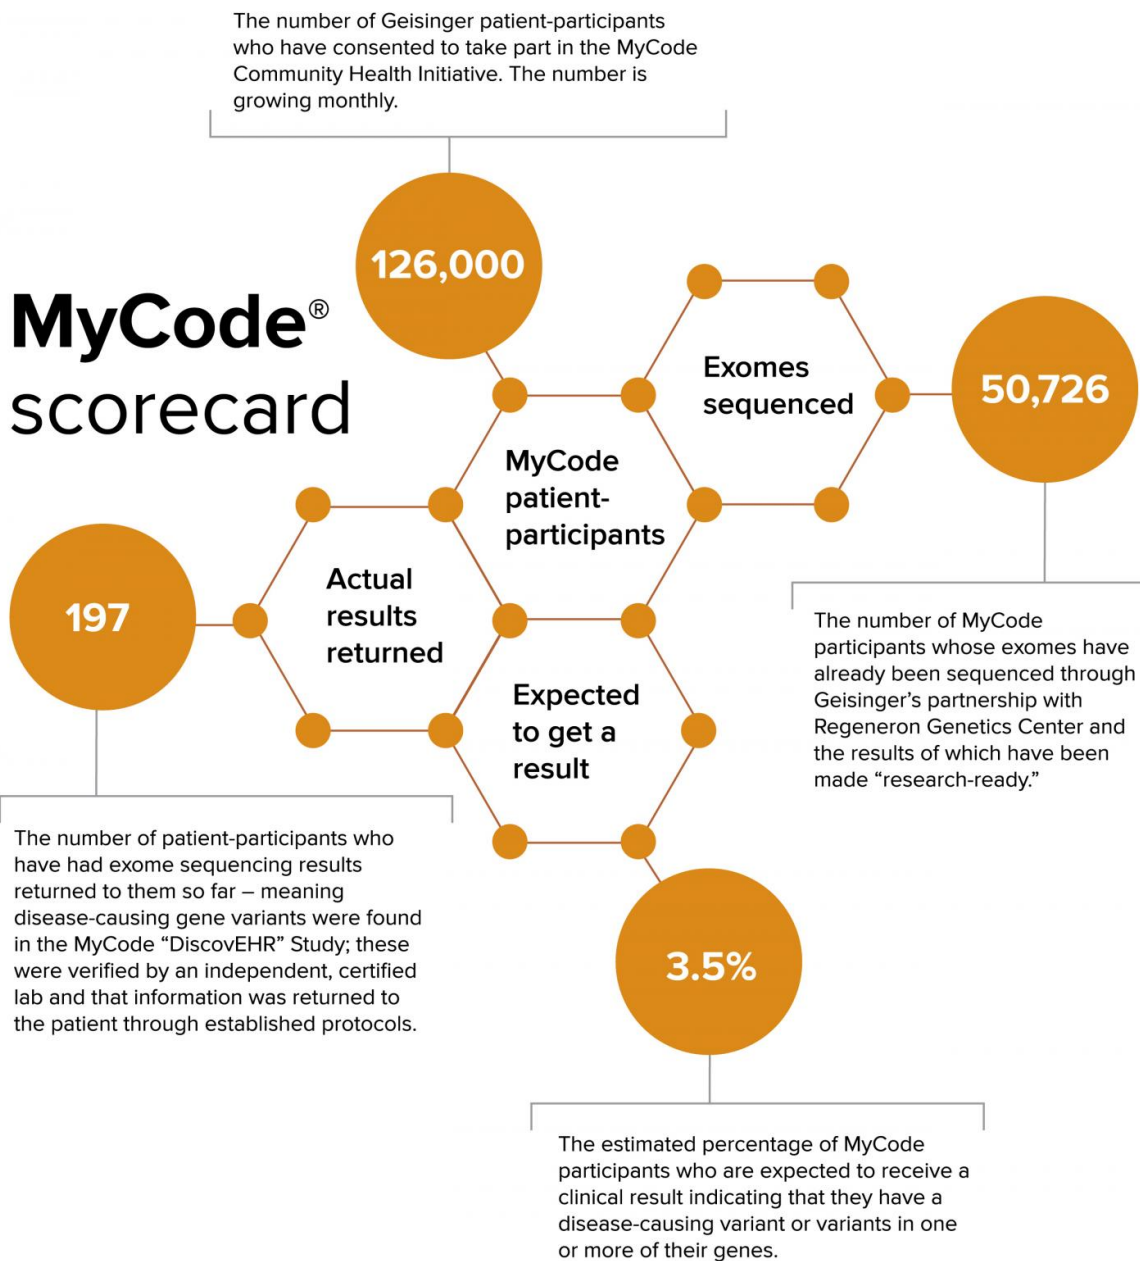 The number of Geisinger patient-participants
who have consented to take part in the MyCode
Community Health Initiative. The number is
growing monthly.
126,000
MyCode®
scorecard
Exomes
sequenced
50,726
MyCode
patient-
participants
The number of MyCode
participants whose exomes have
already been sequenced through
Geisinger’s partnership with
Regeneron Genetics Center and
the results of which have been
made “research-ready.”
197
Actual
results
returned
Expected
to get a
result
The number of patient-participants who
have had exome sequencing results
returned to them so far – meaning
disease-causing gene variants were found
in the MyCode “DiscovEHR” Study; these
were verified by an independent, certified
lab and that information was returned to
the patient through established protocols.
3.5%
The estimated percentage of MyCode
participants who are expected to receive a
clinical result indicating that they have a
disease-causing variant or variants in one
or more of their genes.